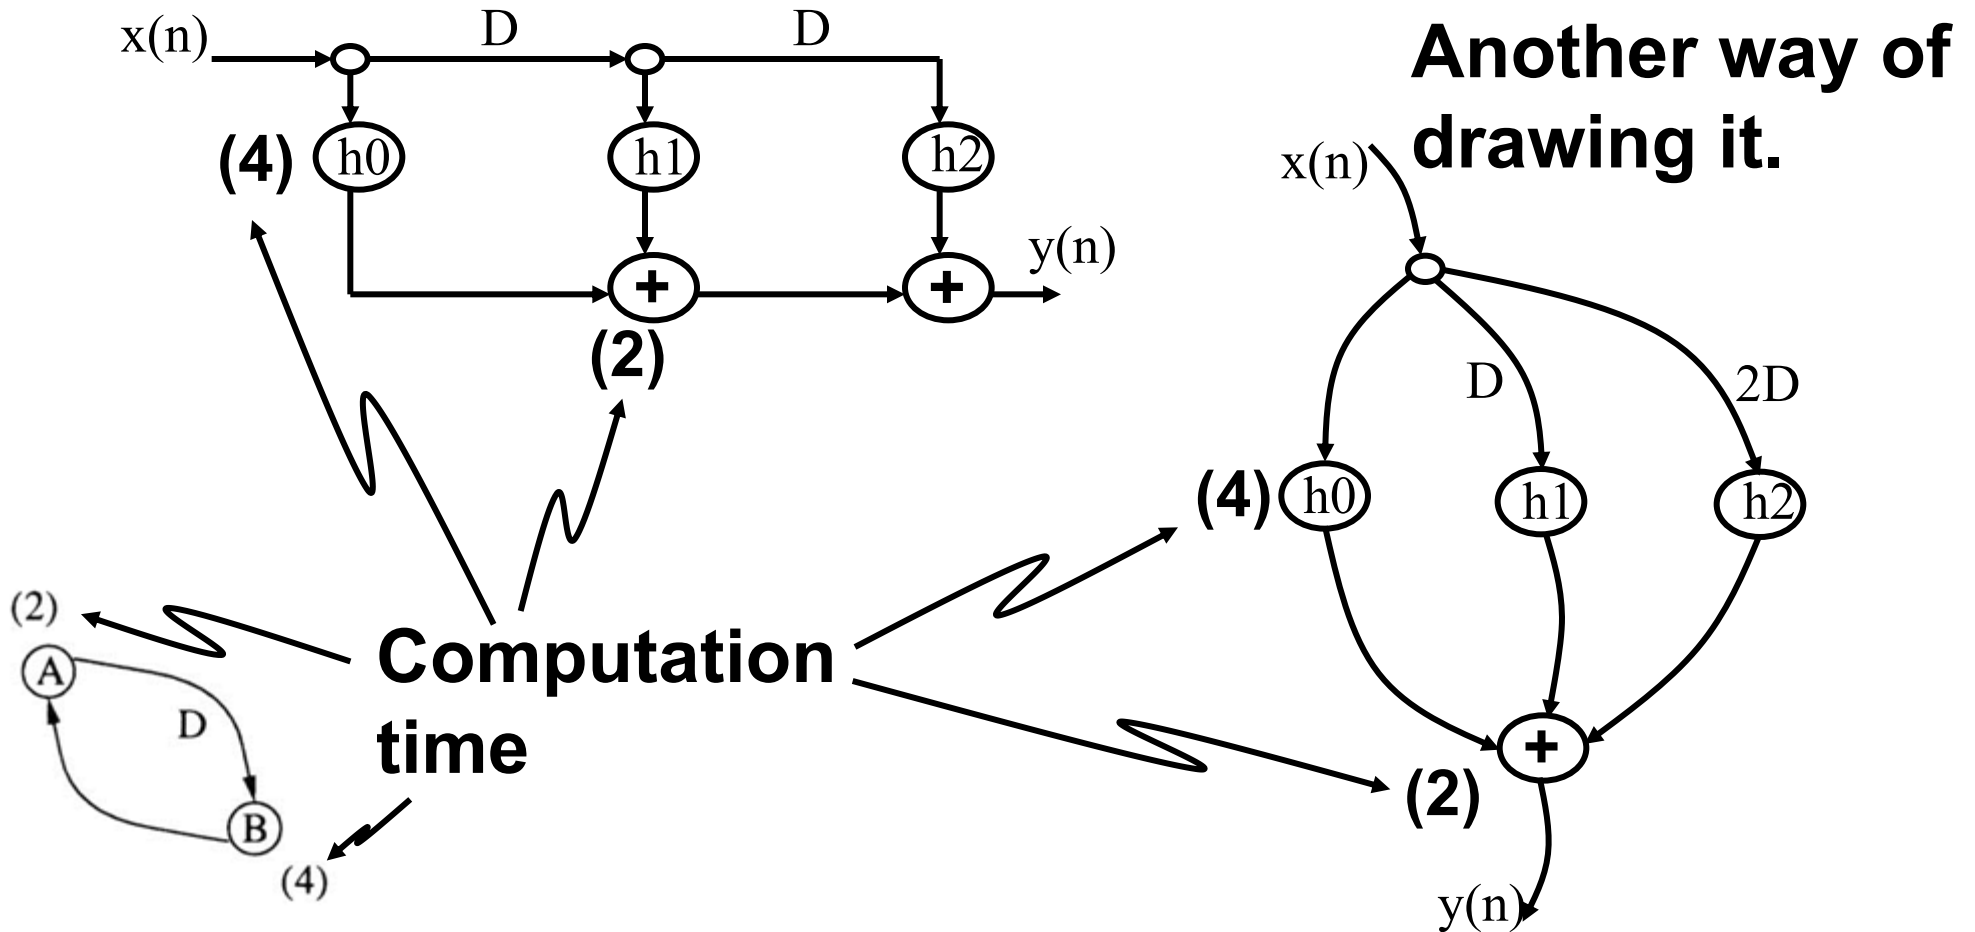 x(n) D D
Another way of
drawing it.
(4) h0 h1 h2
x(n)
+ + y(n)
(2)
D 2D
(4) h0 h1 h2
(2)
A
D
B
(4)
Computation
time
+
(2)
y(n)